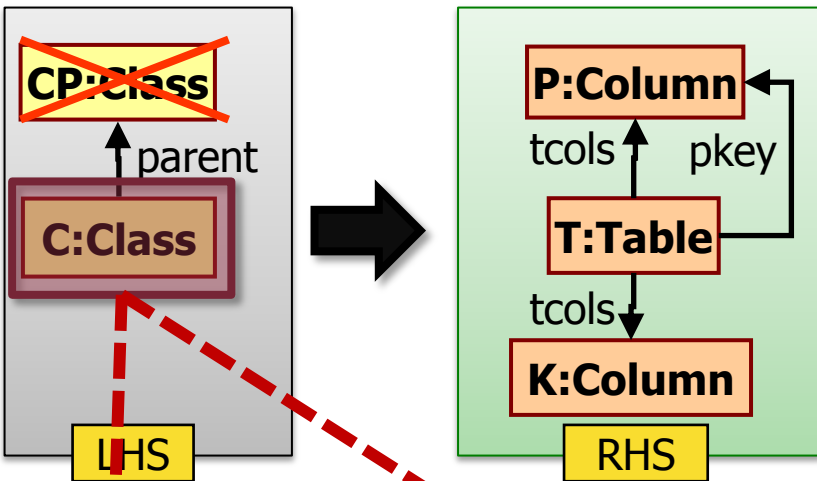 CP:Class
parent
C:Class
LHS
P:Column
tcols
pkey
T:Table
tcols
K:Column
RHS